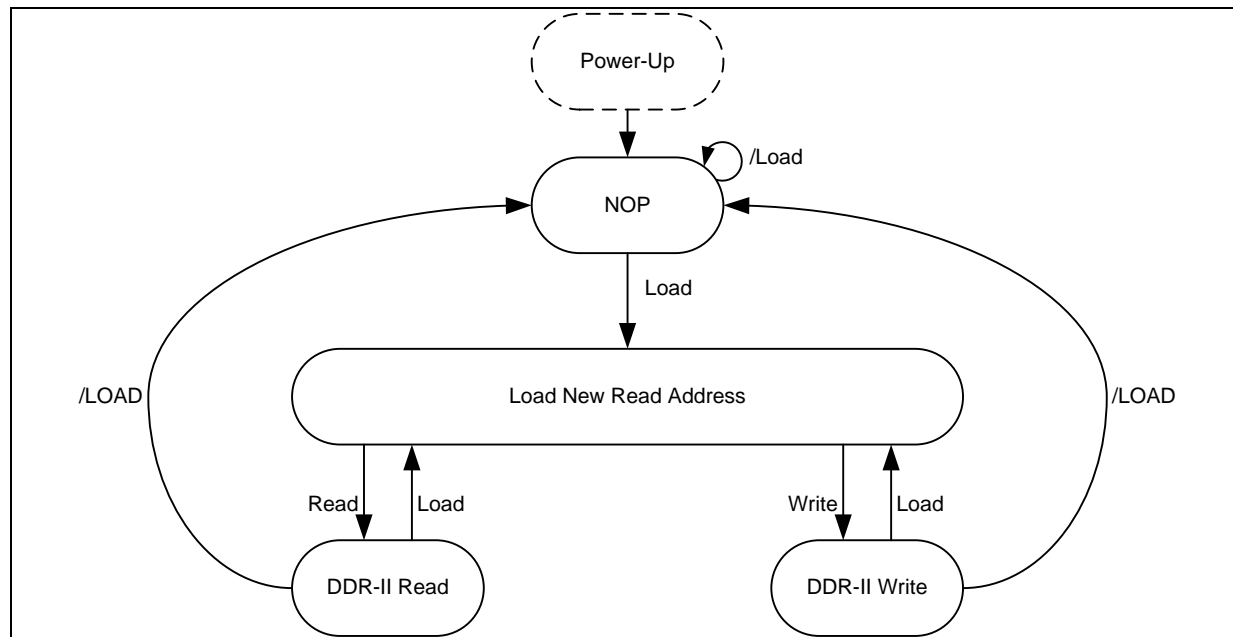 Power-Up
/Load
NOP
Load
/LOAD
Load New Read Address
/LOAD
Read
Load
Write
Load
DDR-II Read
DDR-II Write